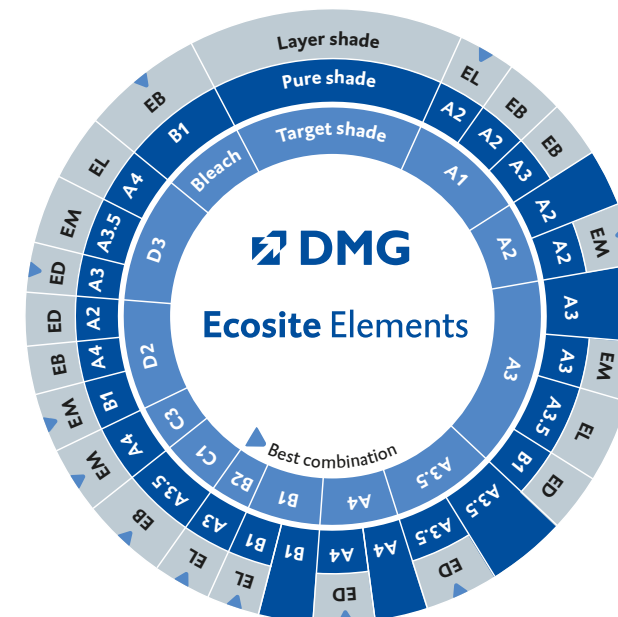 Layer shade
EL
EB
EB
EM
EM
EL
ED
ED
ED
EL
EL
EB
EM
EM
EB
ED
ED
EM
EL
EB
Pure shade
A2
A2
A3
A2
A2
A3
A3
A3.5
B1
A3.5
A3.5
A4
A4
B1
B1
A3
A3.5
A4
B1
A4
A2
A3
A3.5
A4
B1
Target shade
A1
A2
A3
A3.5
A4
B1
B2
C1
C3
D2
D3
Bleach
DMG
Ecosite Elements
Best combination